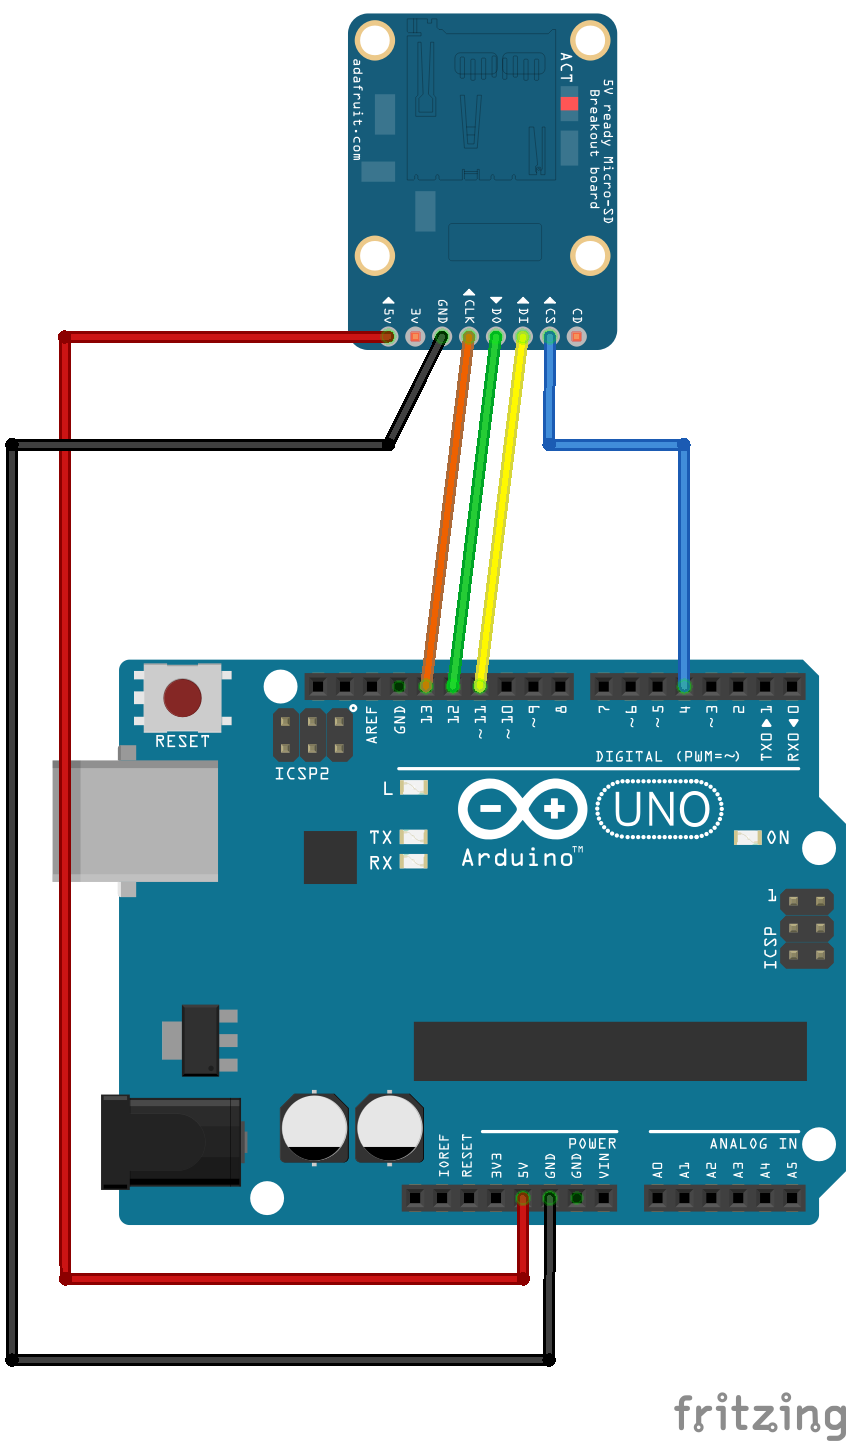 adafruit.com
ACT
5V ready Micro-SD
Breakout board
5V
3V
GND
CLK
DO
DI
CS
CD
RESET
ICSP2
AREF
GND
13
12
~11
~10
~9
8
7
~6
~5
4
~3
2
TX0 1
RX0 0
DIGITAL (PWM=~)
L
TX
RX
UNO
Arduino™
ON
1
ICSP
POWER
ANALOG IN
IOREF
RESET
3V3
5V
GND
GND
VIN
A0
A1
A2
A3
A4
A5
fritzing